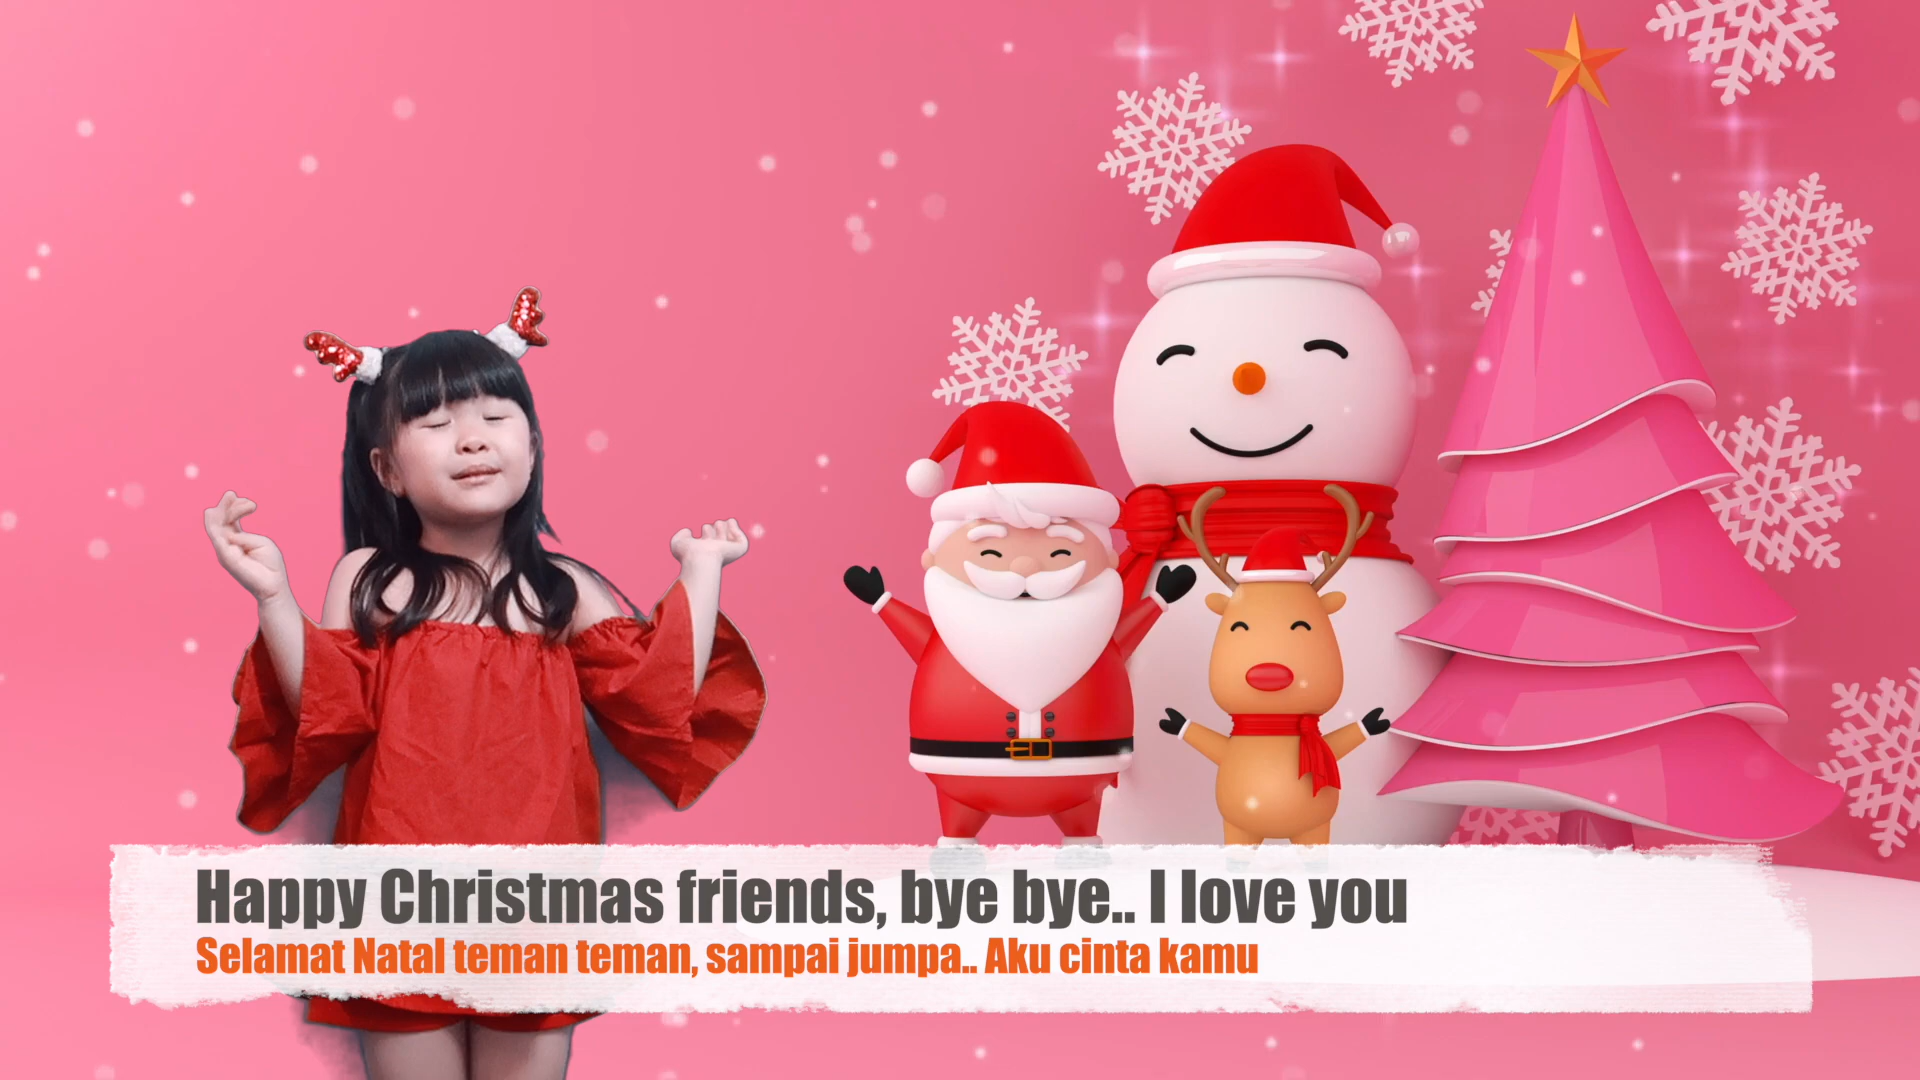 Happy Christmas friends, bye bye.. I love you
Selamat Natal teman teman, sampai jumpa.. Aku cinta kamu